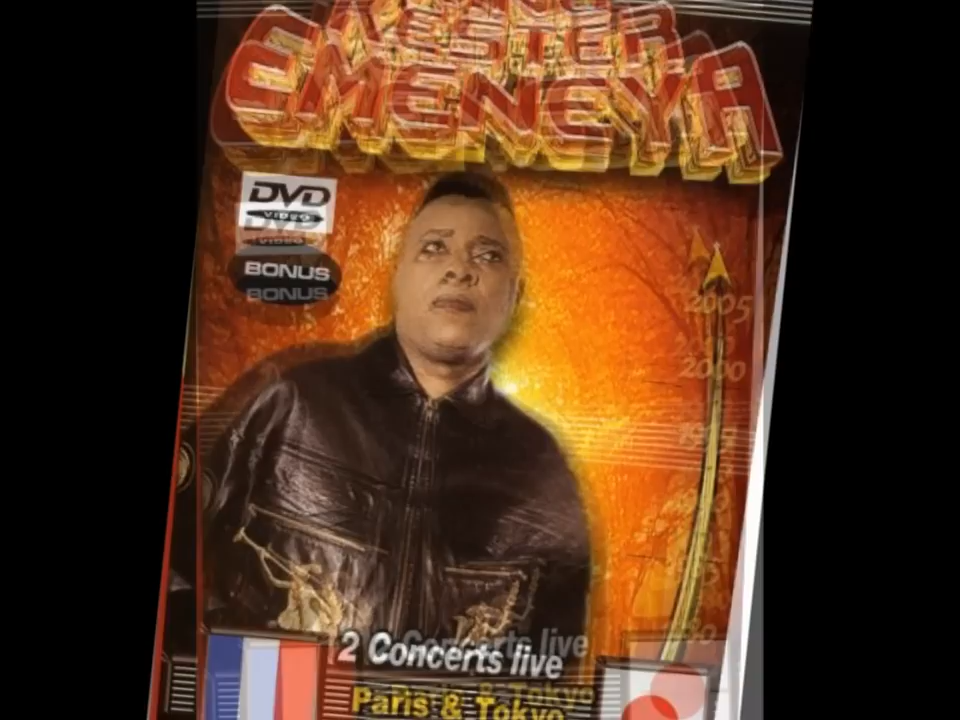 KESTER
EMENEYA
DVD
VIDEO
BONUS
2005
2000
2 Concerts live
Paris & Tokyo